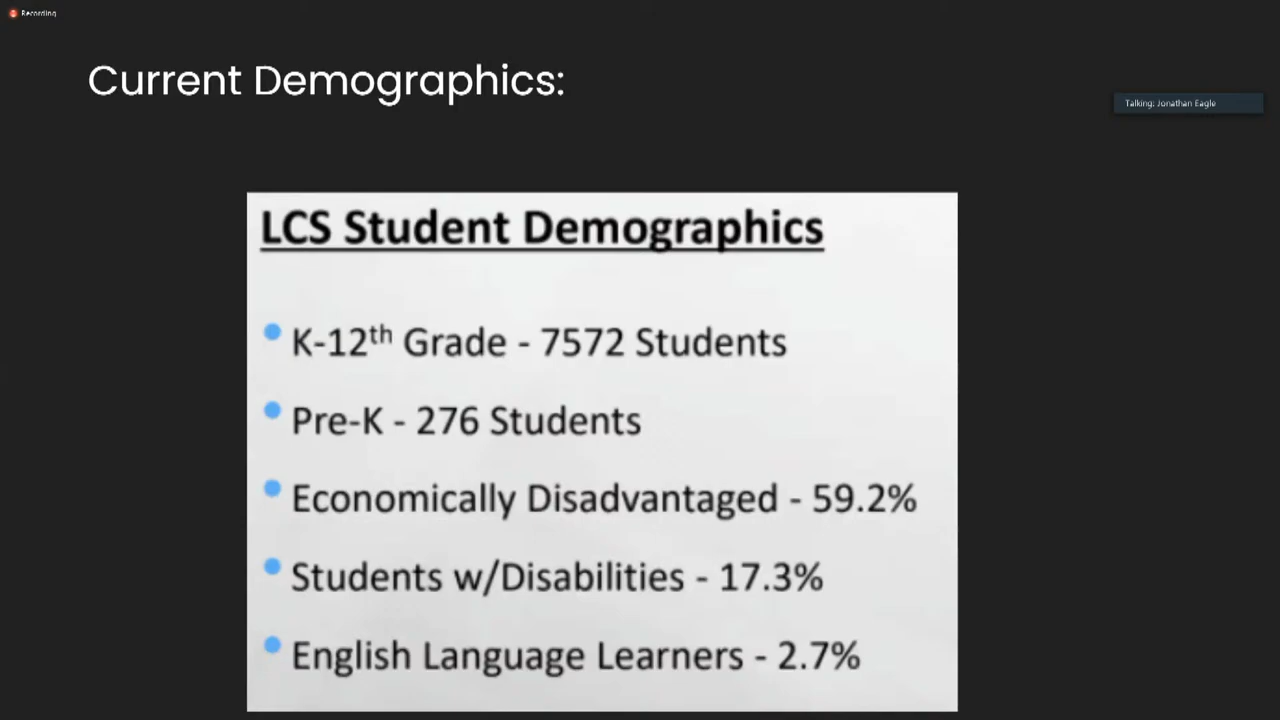 Recording
Current Demographics:
Talking: Jonathan Eagle
LCS Student Demographics
K-12th Grade - 7572 Students
Pre-K - 276 Students
Economically Disadvantaged - 59.2%
Students w/Disabilities - 17.3%
English Language Learners - 2.7%